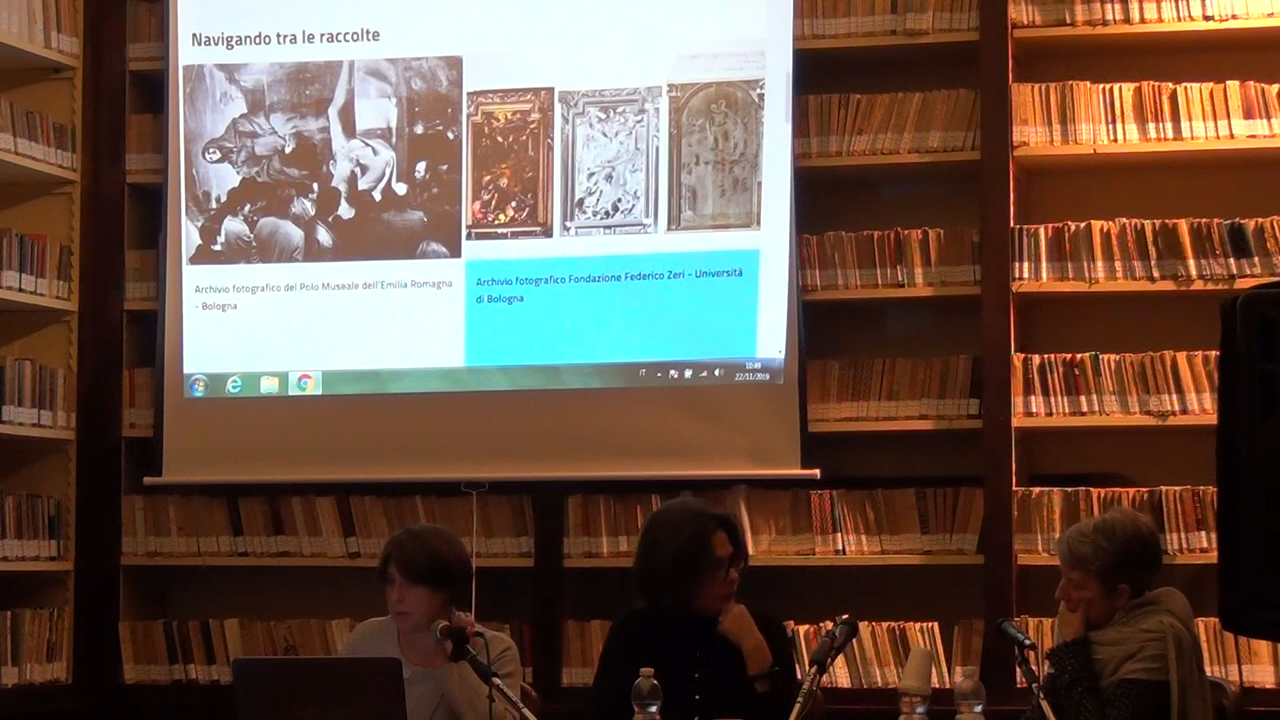 Navigando tra le raccolte
Archivio fotografico del Polo Museale dell'Emilia Romagna
- Bologna
Archivio fotografico Fondazione Federico Zeri - Università
di Bologna
IT
10:49
22/11/2019